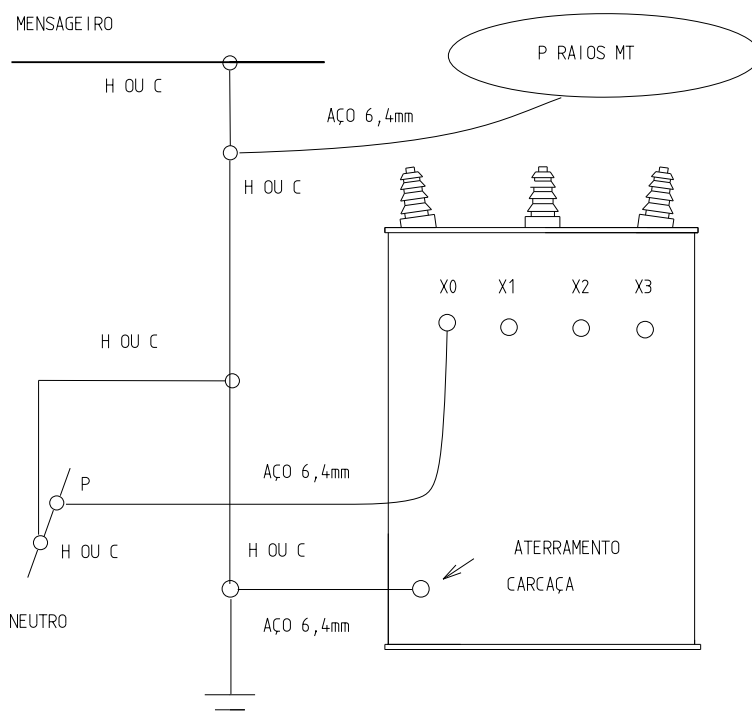 MENSAGEIRO
P RAIOS MT
H OU C
AÇO 6,4mm
H OU C
X0 X1 X2 X3
H OU C
AÇO 6,4mm
P
H OU C
H OU C
ATERRAMENTO
CARCAÇA
NEUTRO
AÇO 6,4mm